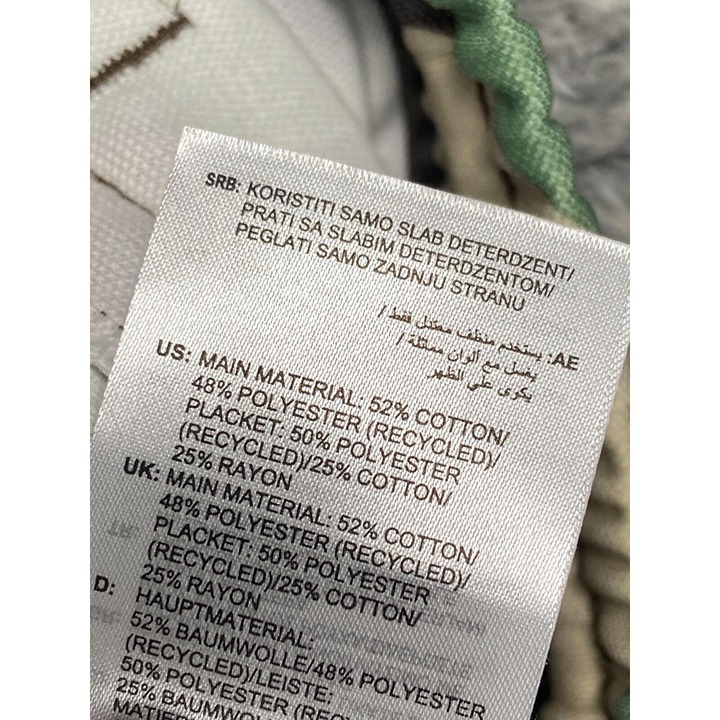 SRB: KORISTITI SAMO SLAB DETERDZENT/
PRATI SA SLABIM DETERDZENTOM/
PEGLATI SAMO ZADNJU STRANU
AE: يستخدم منظف معتدل فقط /
يغسل مع ألوان مماثلة /
يكوى على الظهر
US: MAIN MATERIAL: 52% COTTON/
48% POLYESTER (RECYCLED)/
PLACKET: 50% POLYESTER
(RECYCLED)/25% COTTON/
25% RAYON
UK: MAIN MATERIAL: 52% COTTON/
48% POLYESTER (RECYCLED)/
PLACKET: 50% POLYESTER
(RECYCLED)/25% COTTON/
25% RAYON
D: HAUPTMATERIAL:
52% BAUMWOLLE/48% POLYESTER
(RECYCLED)/LEISTE:
50% POLYESTER (RECYCLED)/